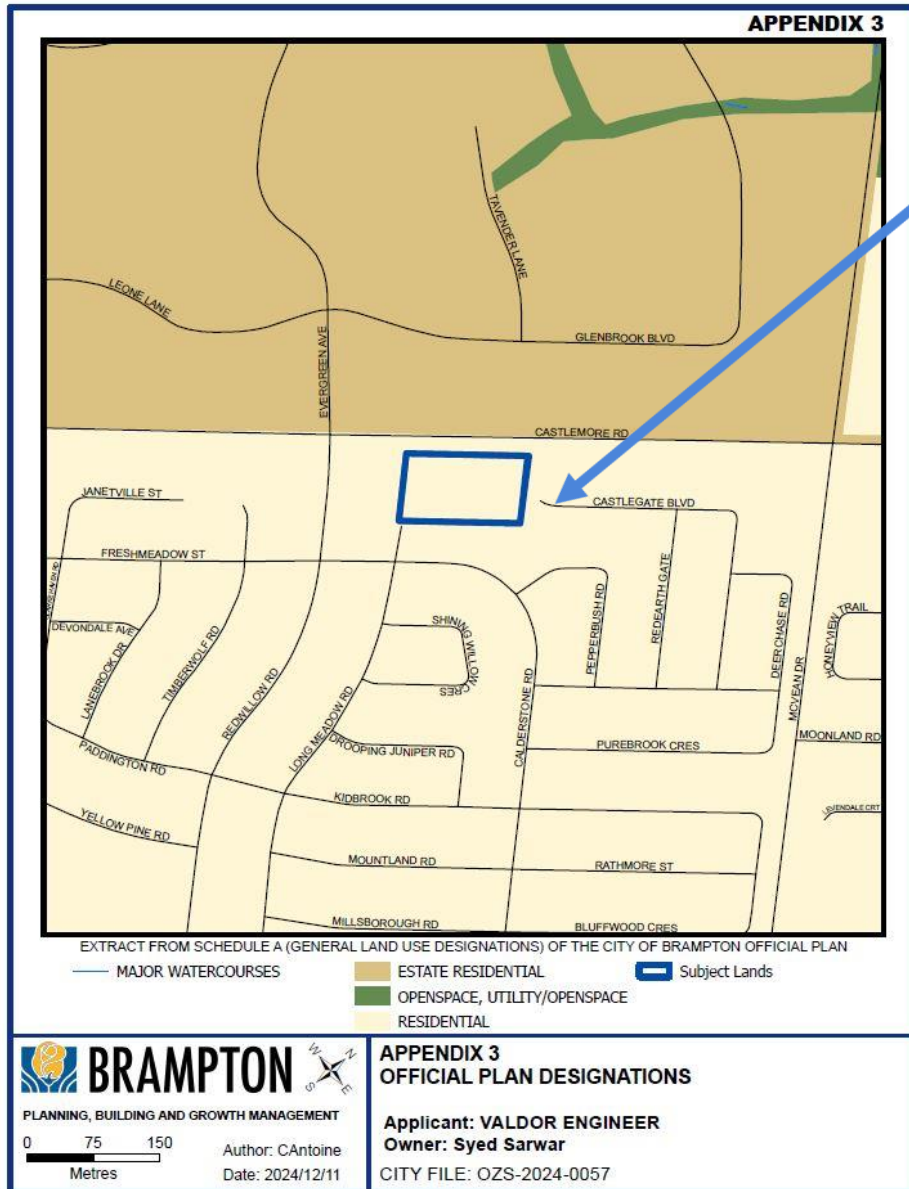 APPENDIX 3
TAVENDER LANE
LEONE LANE
GLENBROOK BLVD
EVERGREEN AVE
CASTLEMORE RD
JANETVILLE ST
CASTLEGATE BLVD
FRESHMEADOW ST
DEVONDALE AVE
LANEBROOK DR
TIMBERWOLF RD
REDWILLOW RD
SHINING WILLOW CRES
PEPPERBUSH RD
REDEARTH GATE
DEERCHASE RD
HONEYVIEW TRAIL
MCVEAN DR
LONG MEADOW RD
CALDERSTONE RD
MOONLAND RD
DROOPING JUNIPER RD
PUREBROOK CRES
PADDINGTON RD
KIDBROOK RD
YELLOW PINE RD
MOUNTLAND RD
RATHMORE ST
MILLSBOROUGH RD
BLUFFWOOD CRES
EXTRACT FROM SCHEDULE A (GENERAL LAND USE DESIGNATIONS) OF THE CITY OF BRAMPTON OFFICIAL PLAN
MAJOR WATERCOURSES
ESTATE RESIDENTIAL
Subject Lands
OPENSPACE, UTILITY/OPENSPACE
RESIDENTIAL
BRAMPTON
W N
S E
PLANNING, BUILDING AND GROWTH MANAGEMENT
0 75 150
Metres
Author: CAntoine
Date: 2024/12/11
APPENDIX 3
OFFICIAL PLAN DESIGNATIONS
Applicant: VALDOR ENGINEER
Owner: Syed Sarwar
CITY FILE: OZS-2024-0057